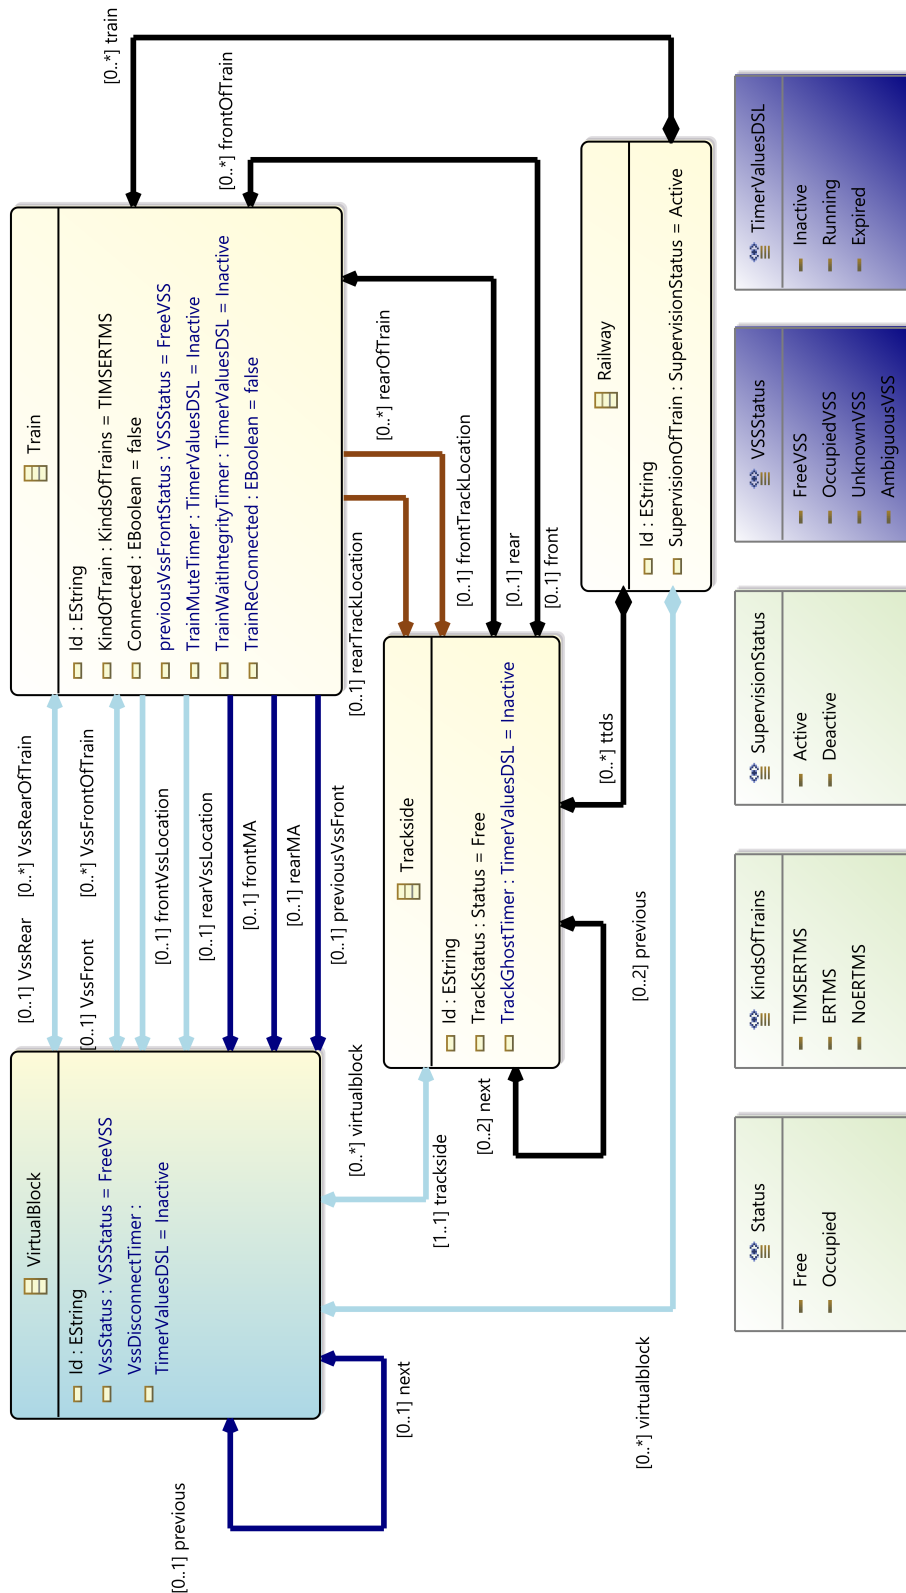 [0..1] previous
[0..1] next
VirtualBlock
Id : EString
VssStatus : VSSStatus = FreeVSS
VssDisconnectTimer :
TimerValuesDSL = Inactive
[0..1] VssRear
[0..*] VssRearOfTrain
[0..1] VssFront
[0..*] VssFrontOfTrain
[0..1] frontVssLocation
[0..1] rearVssLocation
[0..1] frontMA
[0..1] rearMA
[0..1] previousVssFront
Train
Id : EString
KindOfTrain : KindsOfTrains = TIMSERTMS
Connected : EBoolean = false
previousVssFrontStatus : VSSStatus = FreeVSS
TrainMuteTimer : TimerValuesDSL = Inactive
TrainWaitIntegrityTimer : TimerValuesDSL = Inactive
TrainReConnected : EBoolean = false
[0..*] train
[0..*] frontOfTrain
[0..*] rearOfTrain
[0..1] rearTrackLocation
[0..1] frontTrackLocation
[0..1] rear
[0..1] front
[0..*] virtualblock
[1..1] trackside
Trackside
Id : EString
TrackStatus : Status = Free
TrackGhostTimer : TimerValuesDSL = Inactive
[0..2] next
[0..2] previous
[0..*] ttds
[0..*] virtualblock
Railway
Id : EString
SupervisionOfTrain : SupervisionStatus = Active
Status
Free
Occupied
KindsOfTrains
TIMSERTMS
ERTMS
NoERTMS
SupervisionStatus
Active
Deactive
VSSStatus
FreeVSS
OccupiedVSS
UnknownVSS
AmbiguousVSS
TimerValuesDSL
Inactive
Running
Expired